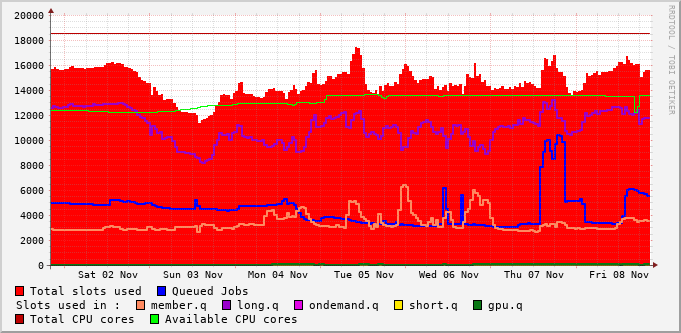 20000
18000
16000
14000
12000
10000
8000
6000
4000
2000
0
Sat 02 Nov Sun 03 Nov Mon 04 Nov Tue 05 Nov Wed 06 Nov Thu 07 Nov Fri 08 Nov
Total slots used Queued Jobs
Slots used in : member.q long.q ondemand.q short.q gpu.q
Total CPU cores Available CPU cores
RRDTOOL / TOBI OETIKER